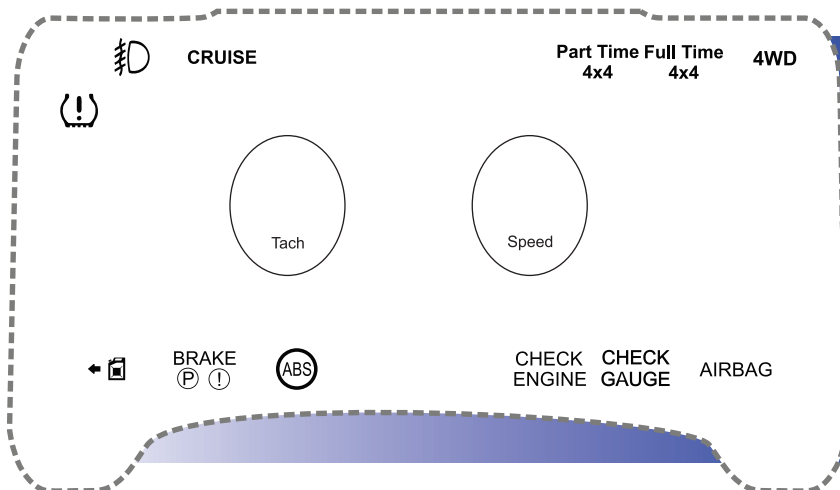 CRUISE
Part Time Full Time 4WD
4x4 4x4
Tach
Speed
BRAKE
P !
ABS
CHECK CHECK
ENGINE GAUGE
AIRBAG